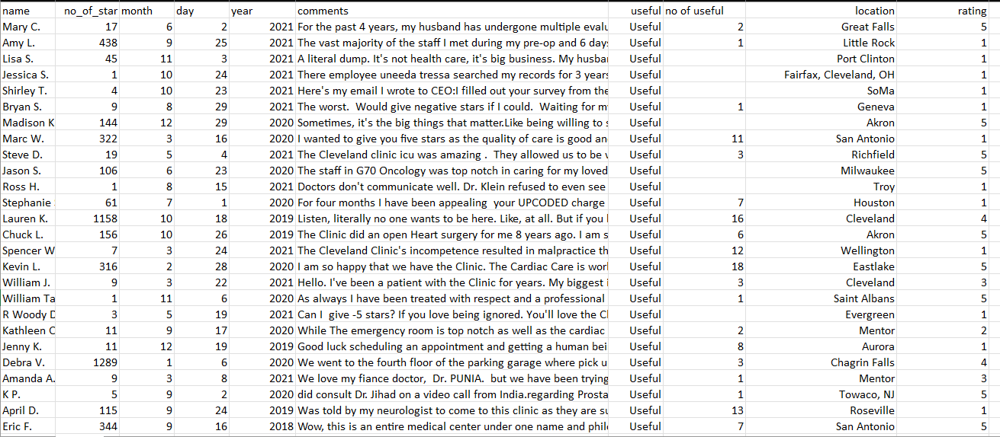 name no_of_star month day year comments useful no of useful location rating
Mary C. 17 6 2 2021 For the past 4 years, my husband has undergone multiple evalu Useful 2 Great Falls 5
Amy L. 438 9 25 2021 The vast majority of the staff I met during my pre-op and 6 day Useful 1 Little Rock 1
Lisa S. 45 11 3 2021 A literal dump. It's not health care, it's big business. My husba Useful Port Clinton 1
Jessica S. 1 10 24 2021 There employee uneeda tressa searched my records for 3 years Useful Fairfax, Cleveland, OH 1
Shirley T. 4 10 23 2021 Here's my email I wrote to CEO:I filled out your survey from the Useful SoMa 1
Bryan S. 9 8 29 2021 The worst. Would give negative stars if I could. Waiting for m Useful 1 Geneva 1
Madison K 144 12 29 2020 Sometimes, it's the big things that matter.Like being willing to s Useful Akron 5
Marc W. 322 3 16 2020 I wanted to give you five stars as the quality of care is good an Useful 11 San Antonio 1
Steve D. 19 5 4 2021 The Cleveland clinic icu was amazing . They allowed us to be v Useful 3 Richfield 5
Jason S. 106 6 23 2020 The staff in G70 Oncology was top notch in caring for my loved Useful Milwaukee 5
Ross H. 1 8 15 2021 Doctors don't communicate well. Dr. Klein refused to even see Useful Troy 1
Stephanie 61 7 1 2020 For four months I have been appealing your UPCODED charge Useful 7 Houston 1
Lauren K. 1158 10 18 2019 Listen, literally no one wants to be here. Like, at all. But if you Useful 16 Cleveland 4
Chuck L. 156 10 26 2019 The Clinic did an open Heart surgery for me 8 years ago. I am s Useful 6 Akron 5
Spencer W 7 3 24 2021 The Cleveland Clinic's incompetence resulted in malpractice th Useful 12 Wellington 1
Kevin L. 316 2 28 2020 I am so happy that we have the Clinic. The Cardiac Care is worl Useful 18 Eastlake 5
William J. 9 3 22 2021 Hello. I've been a patient with the Clinic for years. My biggest i Useful 3 Cleveland 3
William Ta 1 11 6 2020 As always I have been treated with respect and a professional Useful 1 Saint Albans 5
R Woody D 3 5 19 2021 Can I give -5 stars? If you love being ignored. You'll love the Cl Useful Evergreen 1
Kathleen C 11 9 17 2020 While The emergency room is top notch as well as the cardiac Useful 2 Mentor 2
Jenny K. 11 12 19 2019 Good luck scheduling an appointment and getting a human bei Useful 8 Aurora 1
Debra V. 1289 1 6 2020 We went to the fourth floor of the parking garage where pick u Useful 3 Chagrin Falls 4
Amanda A. 9 3 8 2021 We love my fiance doctor, Dr. PUNIA. but we have been trying Useful 1 Mentor 3
K P. 5 9 2 2020 did consult Dr. Jihad on a video call from India.regarding Prosta Useful 1 Towaco, NJ 5
April D. 115 9 24 2019 Was told by my neurologist to come to this clinic as they are su Useful 13 Roseville 1
Eric F. 344 9 16 2018 Wow, this is an entire medical center under one name and phil Useful 7 San Antonio 5